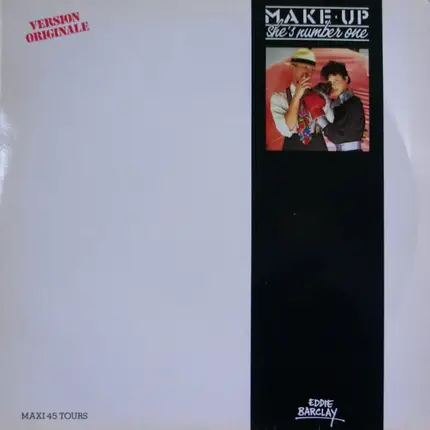 VERSION
ORIGINALE
MAKE·UP
she's number one
MAXI 45 TOURS
EDDIE
BARCLAY